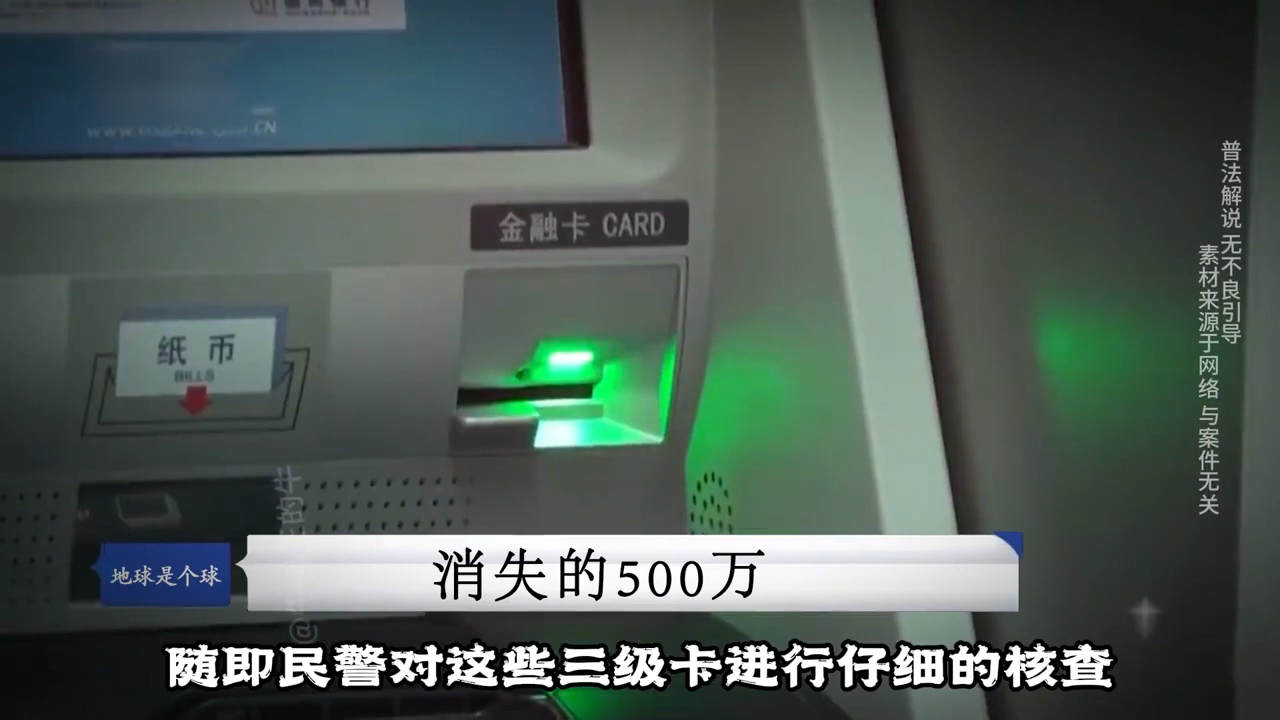 金融卡 CARD
纸币
BILLS
普法解说 无不良引导
素材来源于网络 与案件无关
地球是个球
消失的500万
随即民警对这些三级卡进行仔细的核查